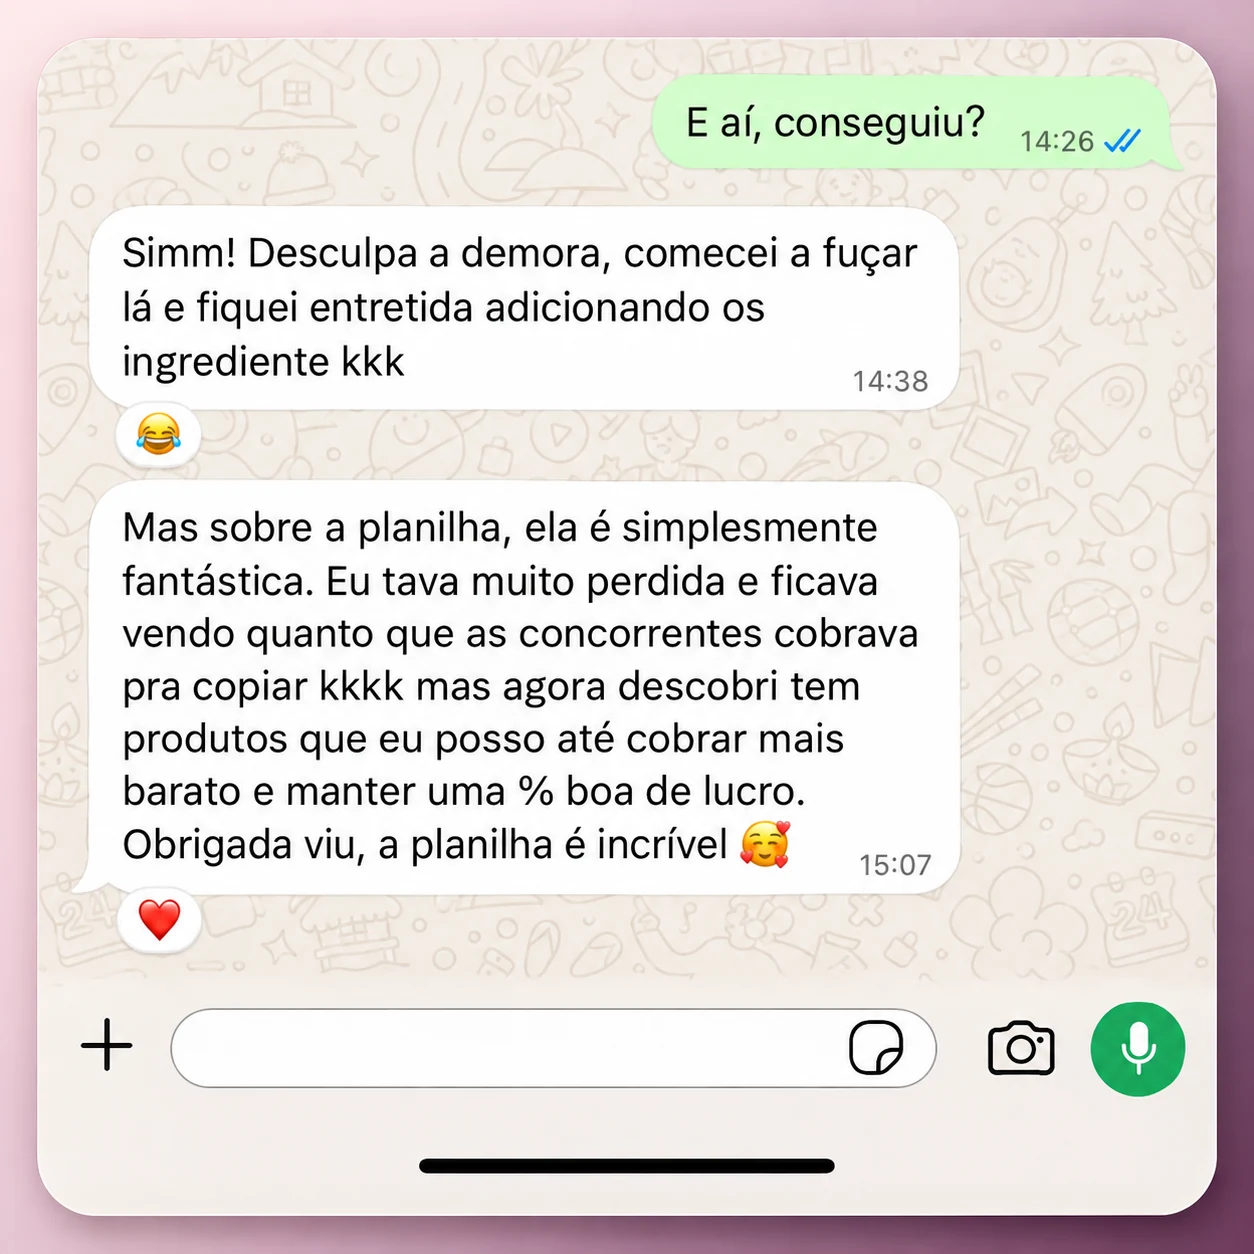 E aí, conseguiu?
14:26
Simm! Desculpa a demora, comecei a fuçar
lá e fiquei entretida adicionando os
ingrediente kkk
14:38
Mas sobre a planilha, ela é simplesmente
fantástica. Eu tava muito perdida e ficava
vendo quanto que as concorrentes cobrava
pra copiar kkkk mas agora descobri tem
produtos que eu posso até cobrar mais
barato e manter uma % boa de lucro.
Obrigada viu, a planilha é incrível 🥰
15:07
24
24